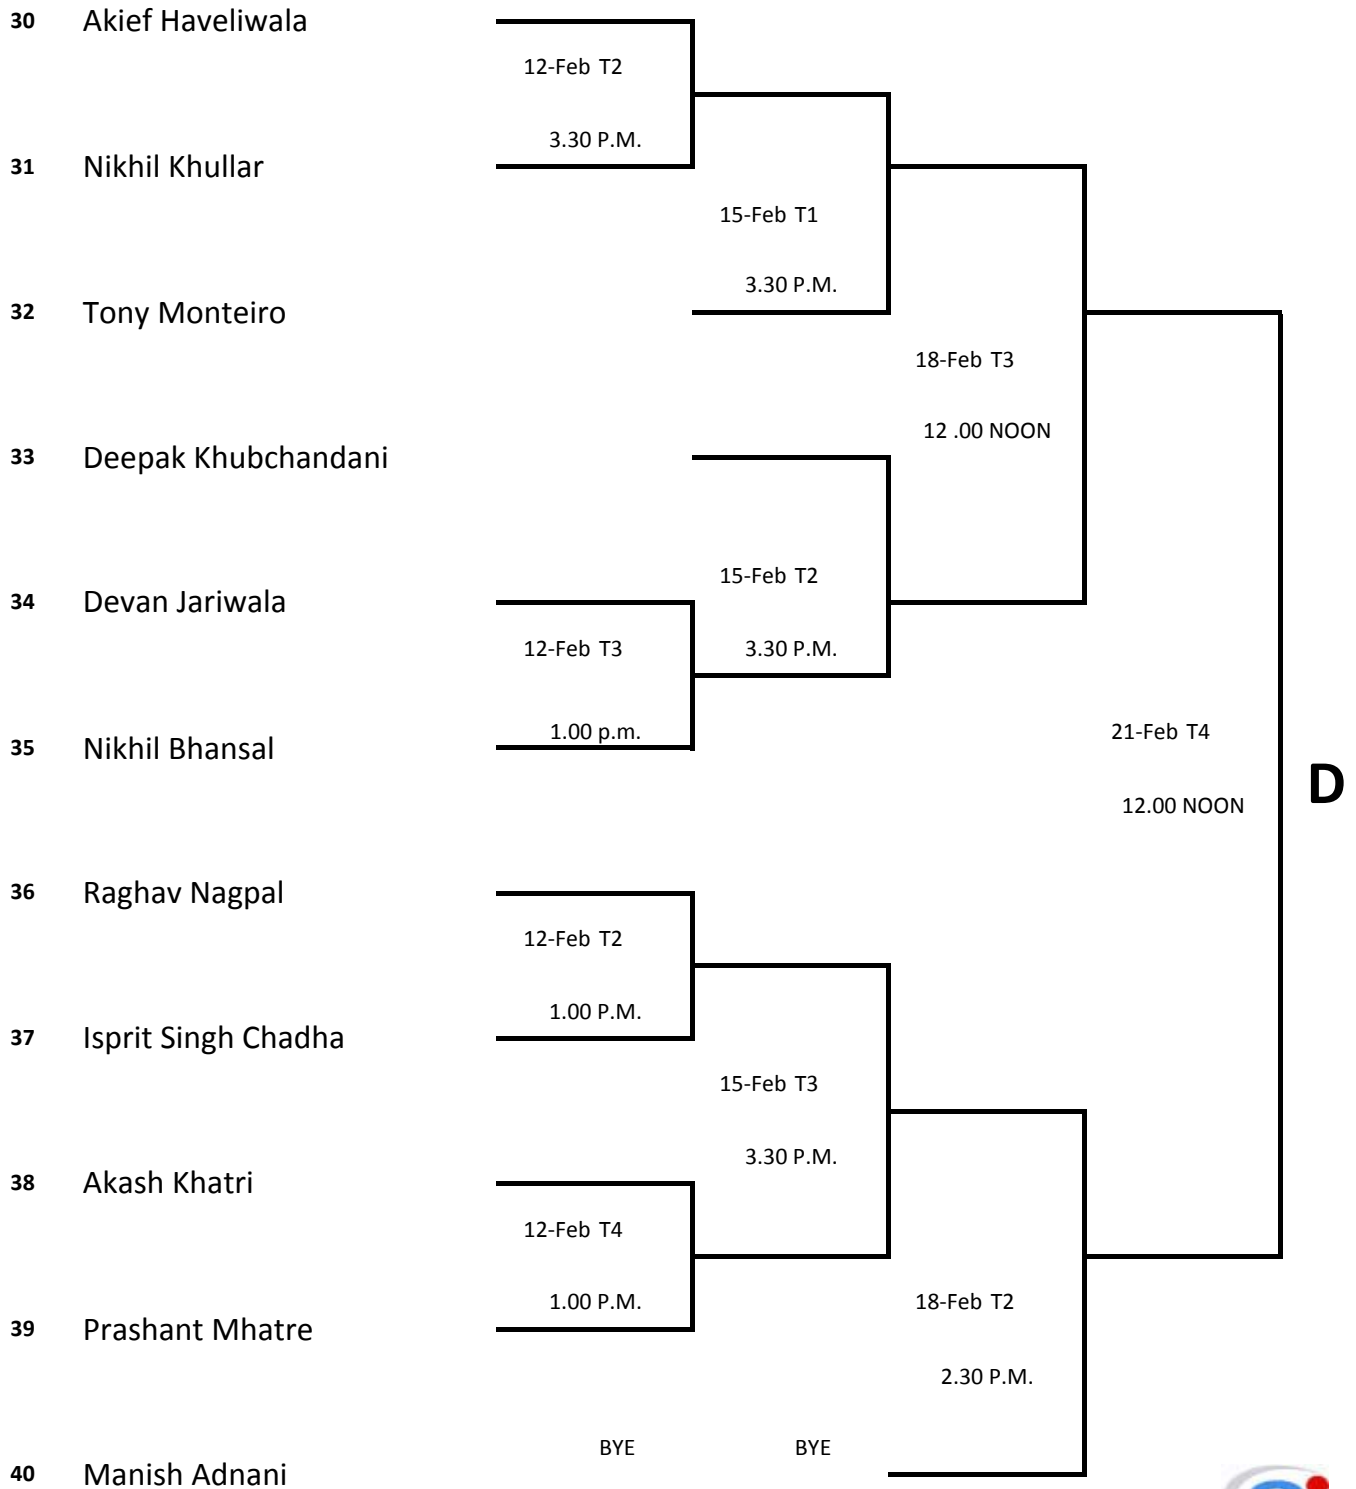 30 Akief Haveliwala
12-Feb T2
3.30 P.M.
31 Nikhil Khullar
15-Feb T1
3.30 P.M.
32 Tony Monteiro
18-Feb T3
12 .00 NOON
33 Deepak Khubchandani
15-Feb T2
34 Devan Jariwala
12-Feb T3 3.30 P.M.
1.00 p.m. 21-Feb T4
35 Nikhil Bhansal
D
12.00 NOON
36 Raghav Nagpal
12-Feb T2
1.00 P.M.
37 Isprit Singh Chadha
15-Feb T3
3.30 P.M.
38 Akash Khatri
12-Feb T4
1.00 P.M. 18-Feb T2
39 Prashant Mhatre
2.30 P.M.
BYE BYE
40 Manish Adnani